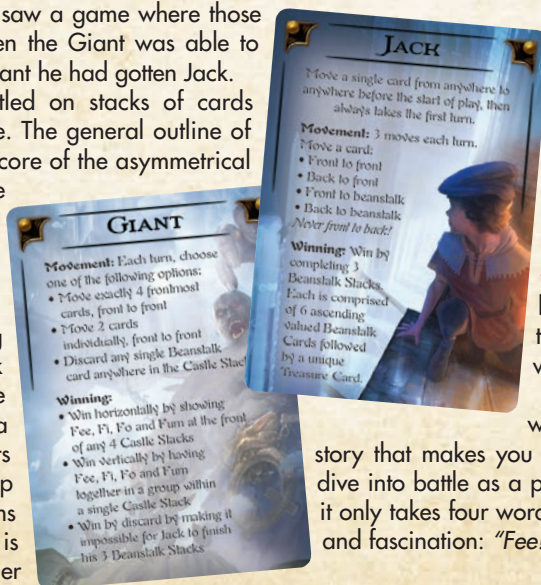 saw a game where those
en the Giant was able to
ant he had gotten Jack.
tled on stacks of cards
e. The general outline of
core of the asymmetrical
e
JACK
Move a single card from anywhere to
anywhere before the start of play, then
always takes the first turn.
Movement: 3 moves each turn.
Move a card:
• Front to front
• Back to front
• Front to beanstalk
• Back to beanstalk
Never front to back!
Winning: Win by
completing 3
Beanstalk Stacks.
Each is comprised
of 6 ascending
valued Beanstalk
Cards followed
by a unique
Treasure Card.
GIANT
Movement: Each turn, choose
one of the following options:
• Move exactly 4 frontmost
cards, front to front
• Move 2 cards
individually, front to front
• Discard any single Beanstalk
card anywhere in the Castle Stac
Winning:
• Win horizontally by showing
Fee, Fi, Fo and Fum at the front
of any 4 Castle Stacks
• Win vertically by having
Fee, Fi, Fo and Fum
together in a group within
a single Castle Stack
• Win by discard by making it
impossible for Jack to finish
his 3 Beanstalk Stacks
g
k
e
a
rs
p
ns
is
er
t
v
w
story that makes you
dive into battle as a p
it only takes four word
and fascination: "Fee!